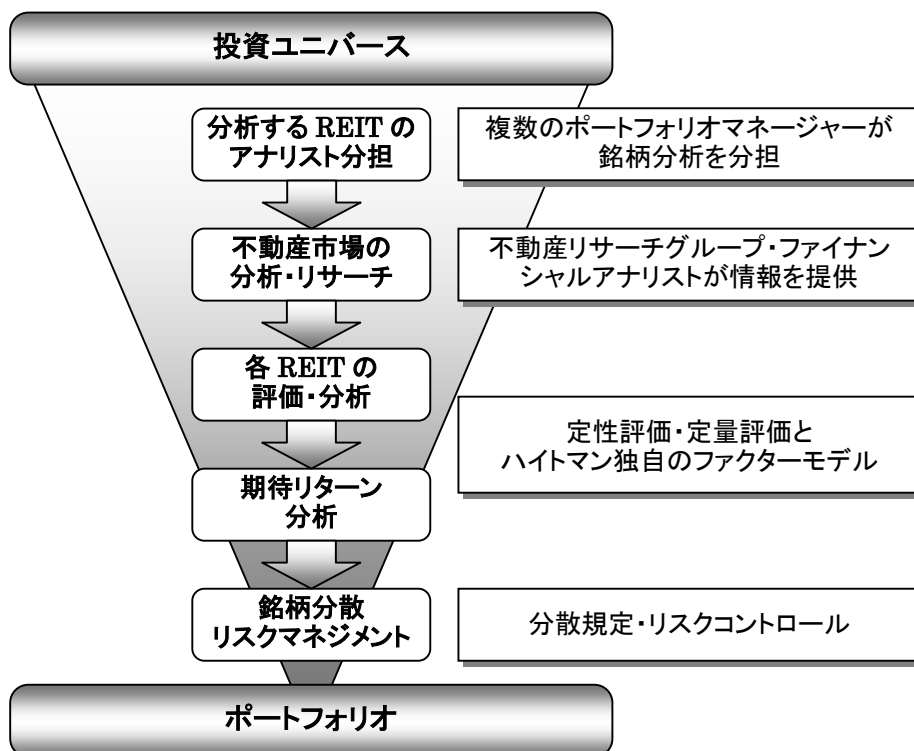 投資ユニバース
分析する REIT の
アナリスト分担
複数のポートフォリオマネージャーが
銘柄分析を分担
不動産市場の
分析・リサーチ
不動産リサーチグループ・ファイナン
シャルアナリストが情報を提供
各 REIT の
評価・分析
定性評価・定量評価と
ハイトマン独自のファクターモデル
期待リターン
分析
銘柄分散
リスクマネジメント
分散規定・リスクコントロール
ポートフォリオ